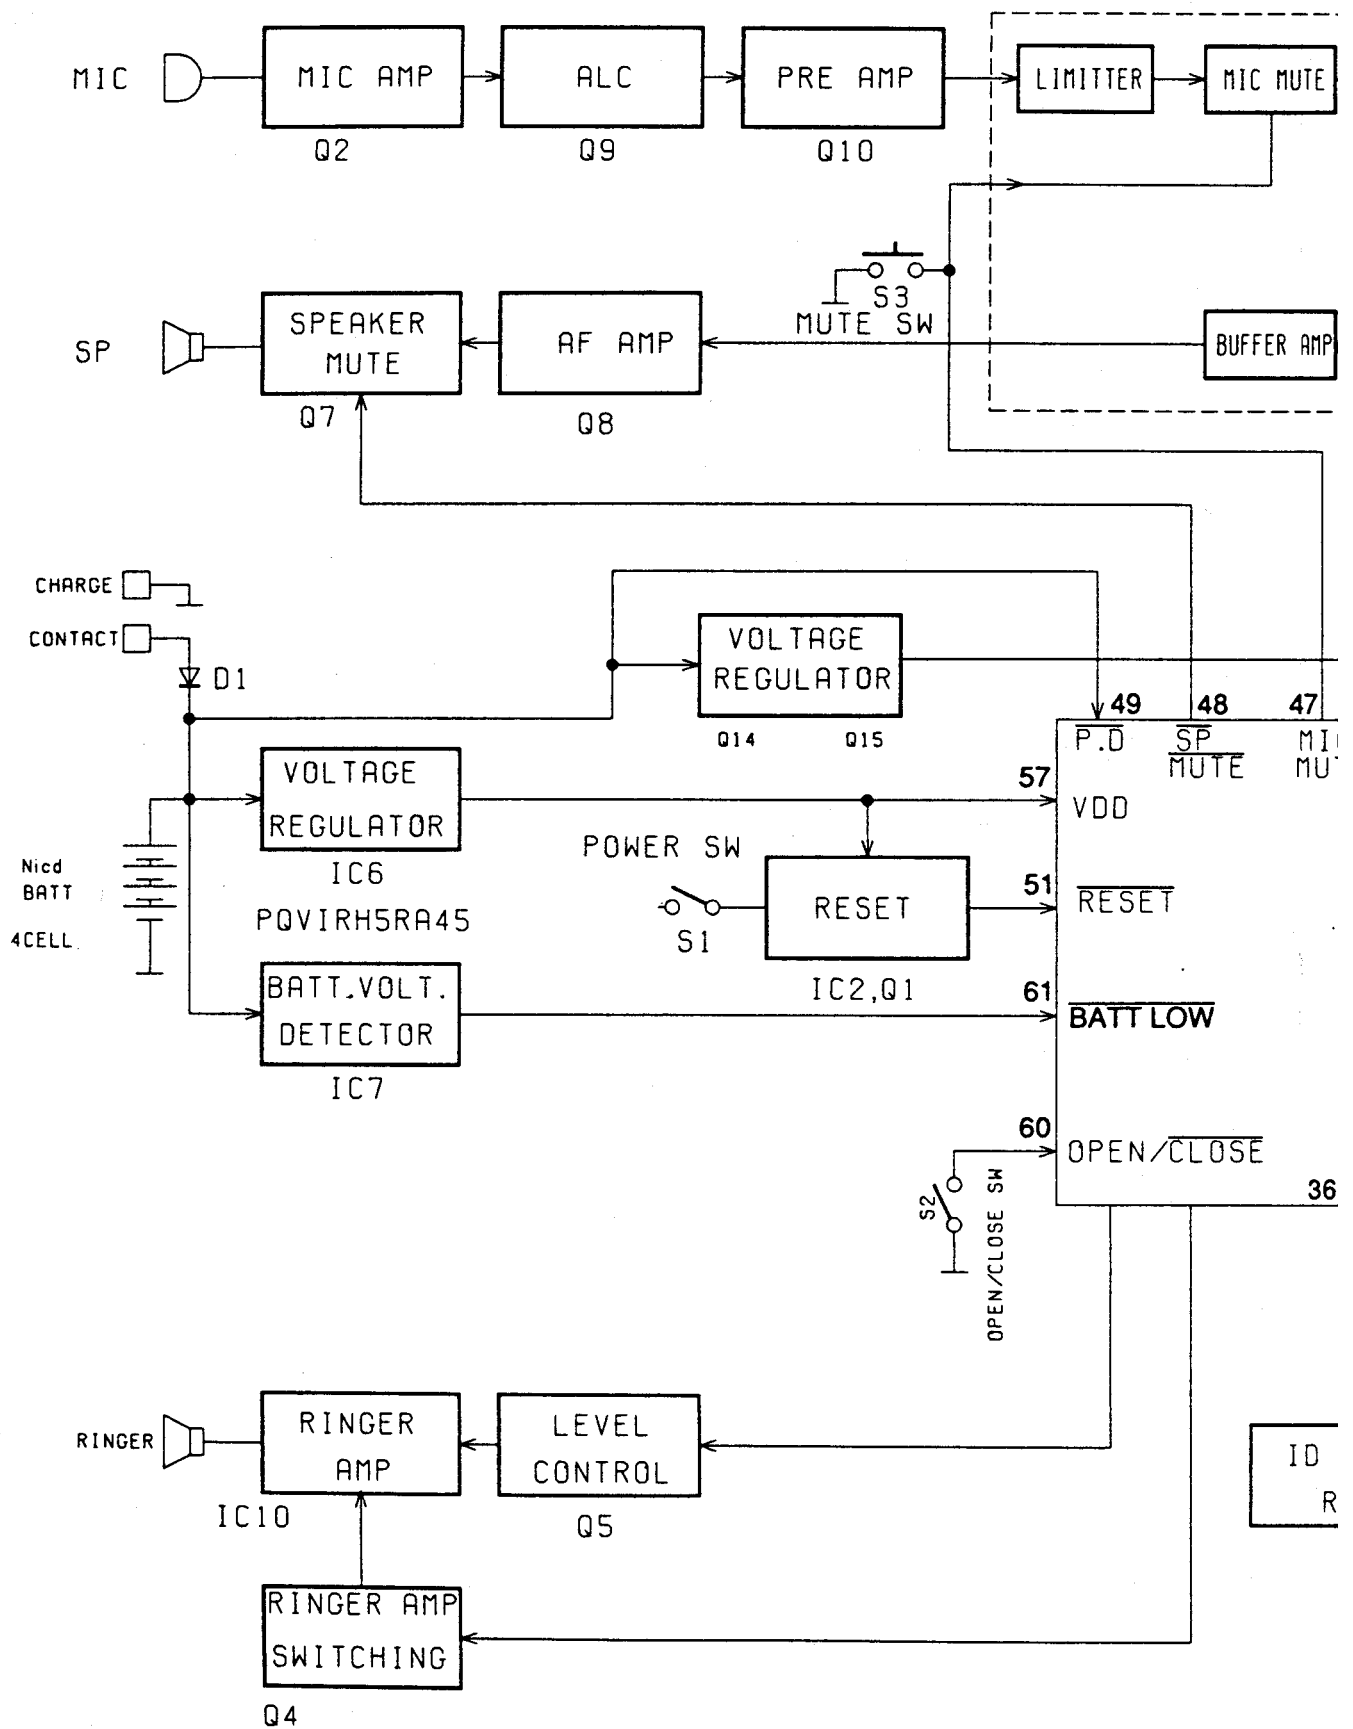 MIC
MIC AMP
Q2
ALC
Q9
PRE AMP
Q10
LIMITTER
MIC MUTE
S3
MUTE SW
SP
SPEAKER
MUTE
Q7
AF AMP
Q8
BUFFER AMP
CHARGE
CONTACT
D1
VOLTAGE
REGULATOR
Q14
Q15
49
48
47
P.D
SP
MUTE
MI
MU
VOLTAGE
REGULATOR
IC6
PQVIRH5RA45
57
VDD
POWER SW
S1
RESET
IC2,Q1
51
RESET
Nicd
BATT
4CELL
BATT.VOLT.
DETECTOR
IC7
61
BATT LOW
60
OPEN/CLOSE
S2
OPEN/CLOSE SW
36
RINGER
RINGER
AMP
IC10
LEVEL
CONTROL
Q5
ID
R
RINGER AMP
SWITCHING
Q4